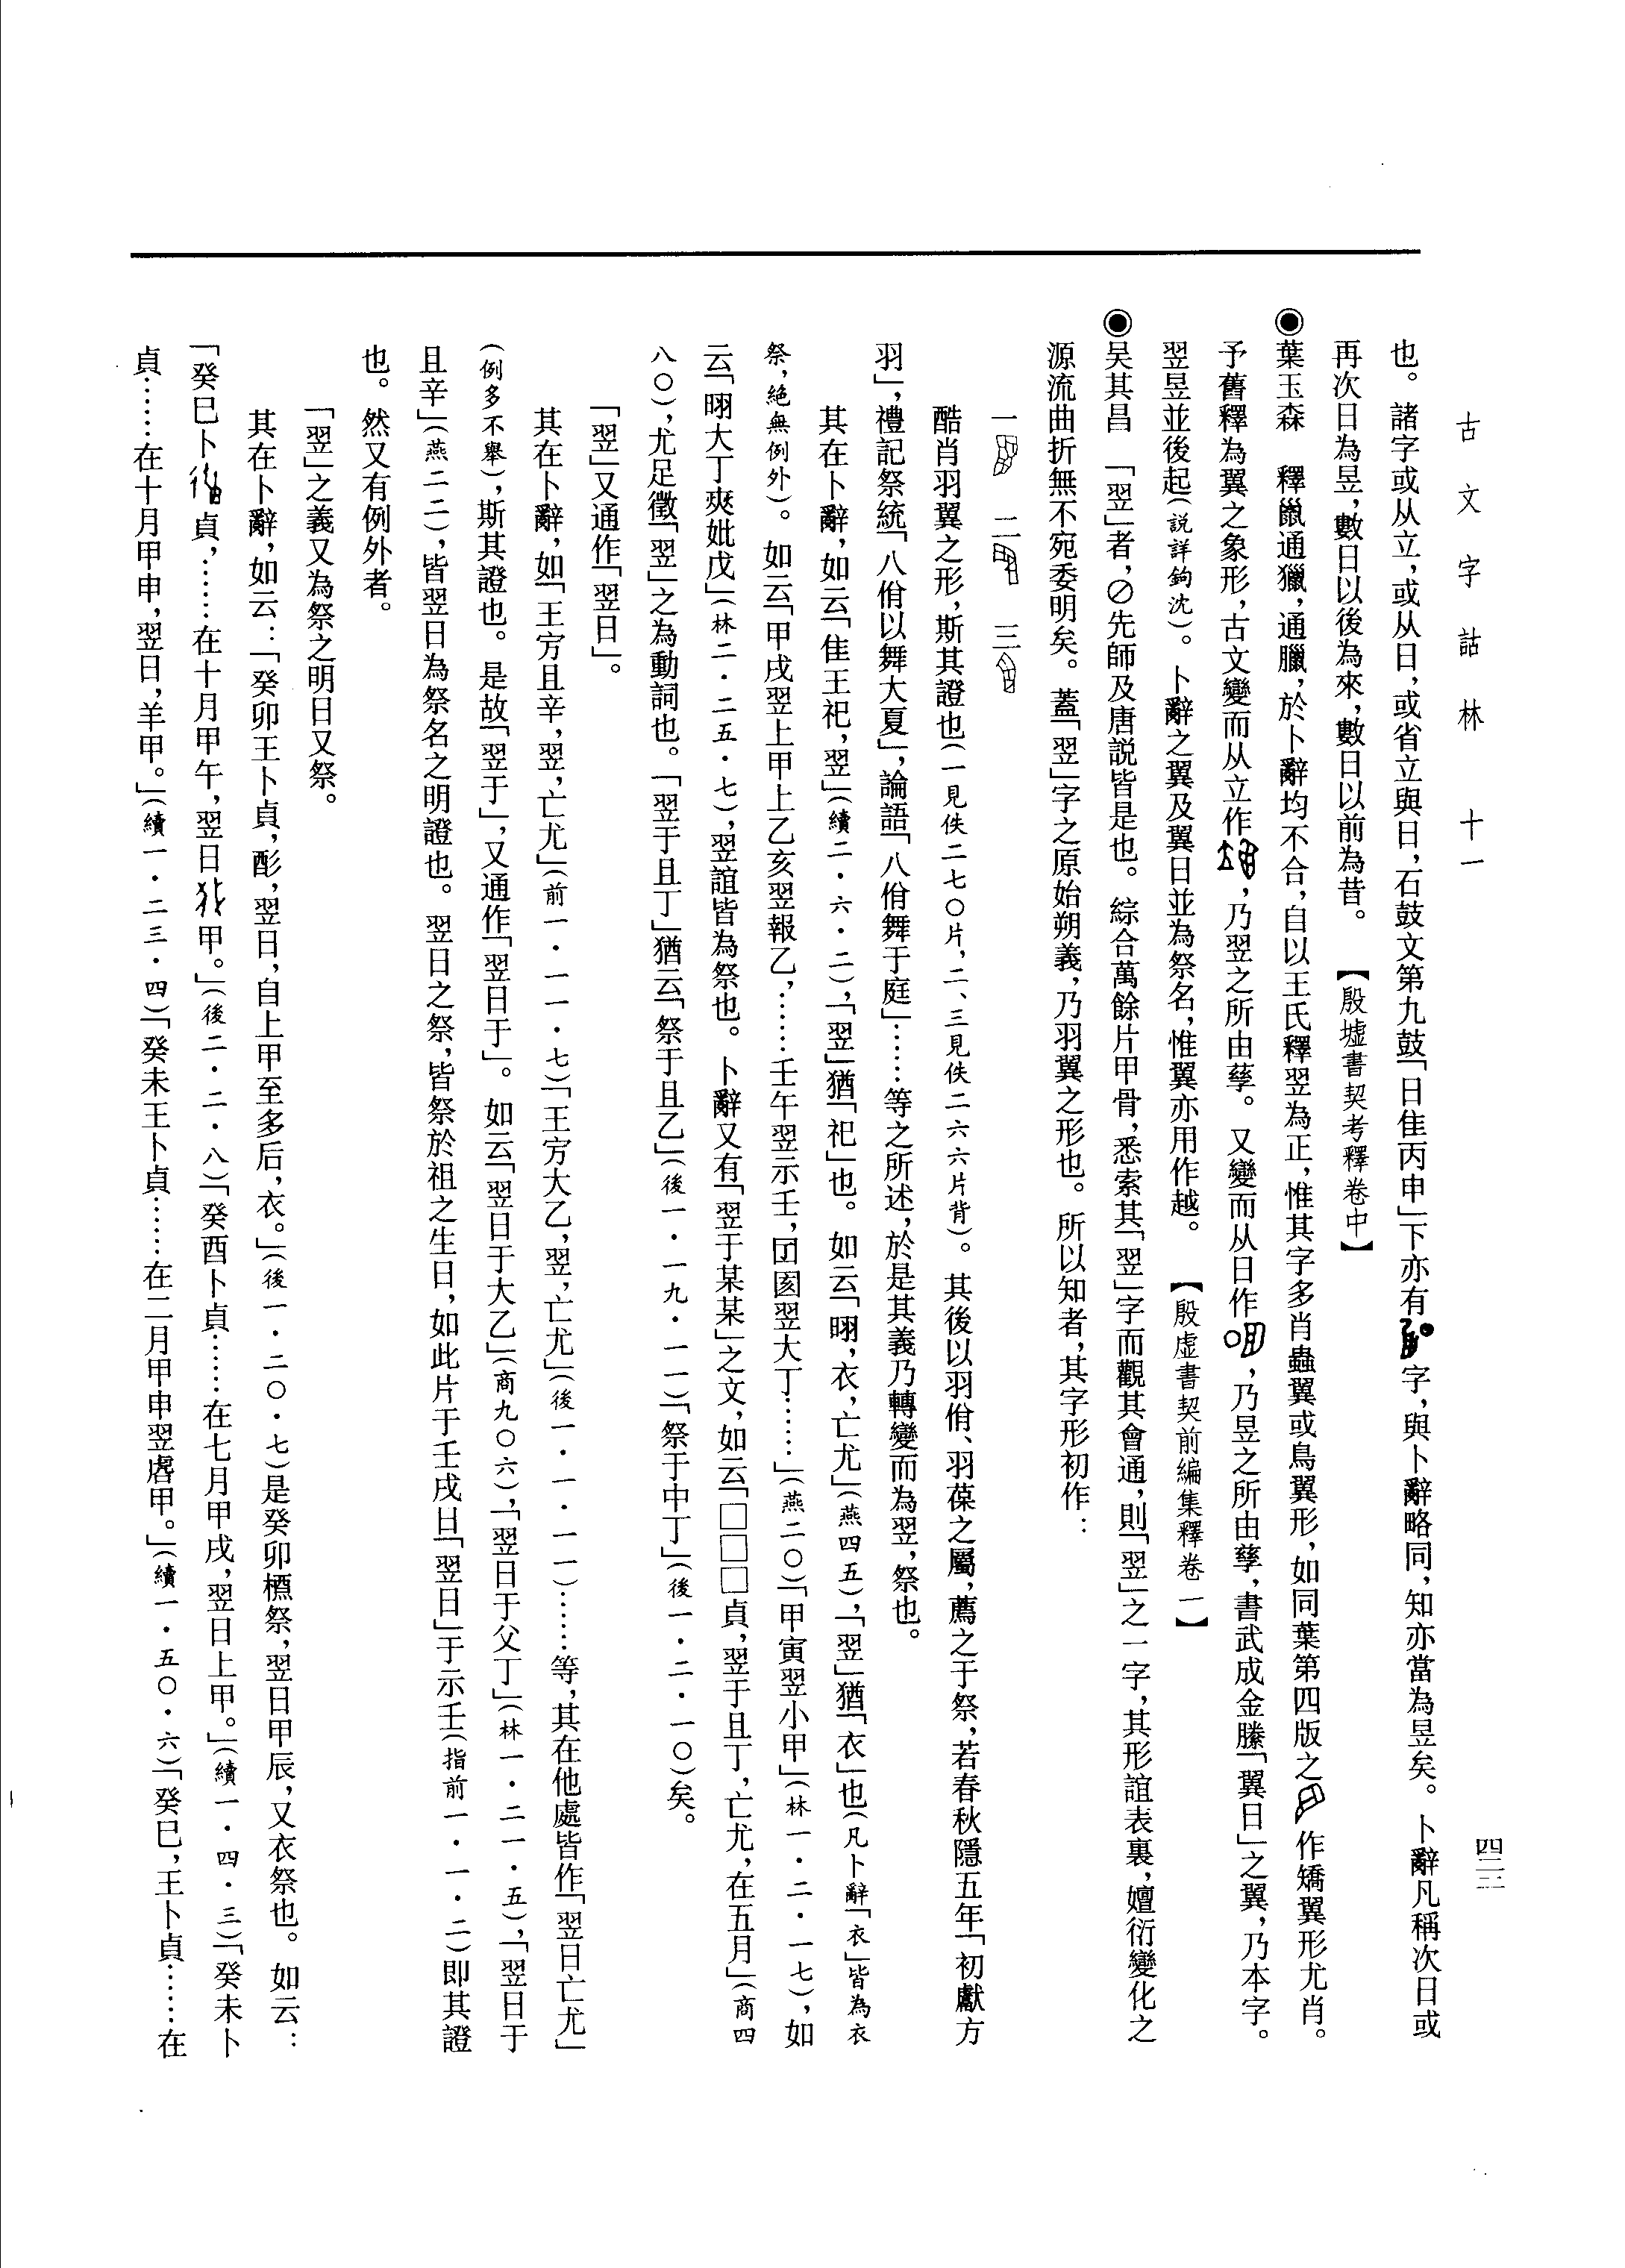 古文字詁林　十一
四三三
也。諸字或从立，或从日，或省立與日，石鼓文第九鼓「日隹丙申」下亦有字，與卜辭略同，知亦當為昱矣。卜辭凡稱次日或
再次日為昱，數日以後為來，數日以前為昔。【殷墟書契考釋卷中】
◉葉玉森　釋巤通獵，通臘，於卜辭均不合，自以王氏釋翌為正，惟其字多肖蟲翼或鳥翼形，如同葉第四版之作矯翼形尤肖。
予舊釋為翼之象形，古文變而从立作，乃翌之所由孳。又變而从日作，乃昱之所由孳，書武成金縢「翼日」之翼，乃本字。
翌昱並後起（説詳鉤沈）。卜辭之翼及翼日並為祭名，惟翼亦用作越。【殷虛書契前編集釋卷一】
◉吴其昌　「翌」者，∅先師及唐説皆是也。綜合萬餘片甲骨，悉索其「翌」字而觀其會通，則「翌」之一字，其形誼表裏，嬗衍變化之
源流曲折無不宛委明矣。蓋「翌」字之原始朔義，乃羽翼之形也。所以知者，其字形初作：
一　二　三
酷肖羽翼之形，斯其證也（一見佚二七〇片，二、三見佚二六六片背）。其後以羽佾、羽葆之屬，薦之于祭，若春秋隱五年「初獻方
羽」，禮記祭統「八佾以舞大夏」，論語「八佾舞于庭」……等之所述，於是其義乃轉變而為翌，祭也。
其在卜辭，如云「隹王祀，翌」（續二·六·二），「翌」猶「祀」也。如云「昍，衣，亡尤」（燕四五），「翌」猶「衣」也（凡卜辭「衣」皆為衣
祭，絕無例外）。如云「甲戌翌上甲上乙亥翌報乙，……壬午翌示壬，囝圂翌大丁……」（燕二〇）「甲寅翌小甲」（林一·二·一七），如
云「昍大丁奭妣戊」（林二·二五·七），翌誼皆為祭也。卜辭又有「翌于某某」之文，如云「□□□貞，翌于且丁，亡尤，在五月」（商四
八〇），尤足徵「翌」之為動詞也。「翌于且丁」猶云「祭于且乙」（後一·一九·一一）「祭于中丁」（後一·二·一〇）矣。
「翌」又通作「翌日」。
其在卜辭，如「王㝑且辛，翌，亡尤」（前一·一一·七）「王㝑大乙，翌，亡尤」（後一·一·一一）……等，其在他處皆作「翌日亡尤」
（例多不舉），斯其證也。是故「翌于」，又通作「翌日于」。如云「翌日于大乙」（商九〇六），「翌日于父丁」（林一·二一·五），「翌日于
且辛」（燕二二），皆翌日為祭名之明證也。翌日之祭，皆祭於祖之生日，如此片于壬戌日「翌日」于示壬（指前一·一·二）即其證
也。然又有例外者。
「翌」之義又為祭之明日又祭。
其在卜辭，如云：「癸卯王卜貞，酌，翌日，自上甲至多后，衣。」（後一·二〇·七）是癸卯槱祭，翌日甲辰，又衣祭也。如云：
「癸巳卜貞，……在十月甲午，翌日甲。」（後二·二·八）「癸酉卜貞……在七月甲戌，翌日上甲。」（續一·四·三）「癸未卜
貞……在十月甲申，翌日，羊甲。」（續一·二三·四）「癸未王卜貞……在二月甲申翌甲。」（續一·五〇·六）「癸巳，王卜貞……在